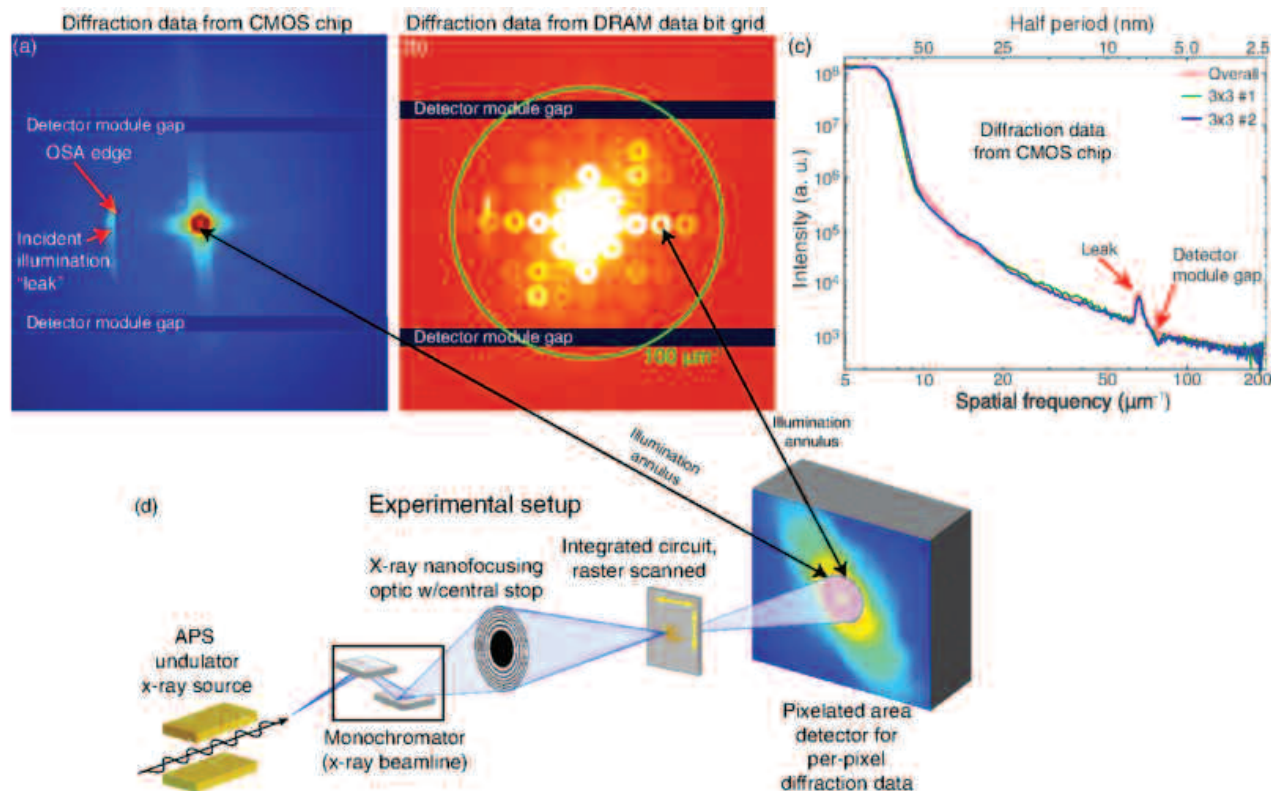 Diffraction data from CMOS chip
(a)
Detector module gap
OSA edge
Incident
illumination
"leak"
Detector module gap
Diffraction data from DRAM data bit grid
(b)
Detector module gap
Detector module gap
Half period (nm)
(c)
50
25
10
5.0
2.5
Overall
3x3 #1
3x3 #2
Diffraction data
from CMOS chip
Leak
Detector
module gap
Intensity (a. u.)
10⁸
10⁷
10⁶
10⁵
10⁴
10³
5
10
20
50
100
200
Spatial frequency (µm⁻¹)
Illumination
annulus
Illumination
annulus
(d)
Experimental setup
X-ray nanofocusing
optic w/central stop
Integrated circuit,
raster scanned
APS
undulator
x-ray source
Monochromator
(x-ray beamline)
Pixelated area
detector for
per-pixel
diffraction data